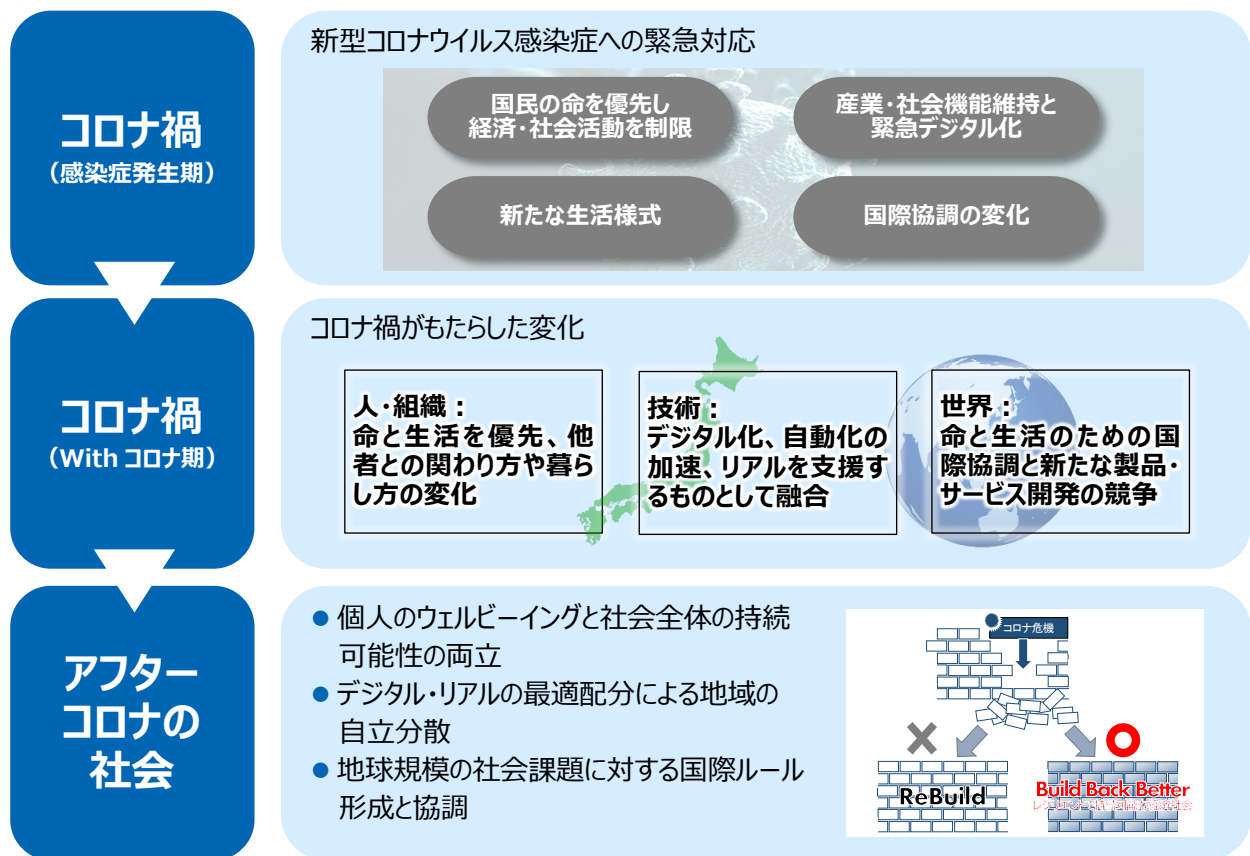 コロナ禍
（感染症発生期）
新型コロナウイルス感染症への緊急対応
国民の命を優先し
経済・社会活動を制限
産業・社会機能維持と
緊急デジタル化
新たな生活様式
国際協調の変化
コロナ禍
（With コロナ期）
コロナ禍がもたらした変化
人・組織：
命と生活を優先、他
者との関わり方や暮ら
し方の変化
技術：
デジタル化、自動化の
加速、リアルを支援す
るものとして融合
世界：
命と生活のための国
際協調と新たな製品・
サービス開発の競争
アフター
コロナの
社会
● 個人のウェルビーイングと社会全体の持続
可能性の両立
● デジタル・リアルの最適配分による地域の
自立分散
● 地球規模の社会課題に対する国際ルール
形成と協調
コロナ危機
ReBuild
Build Back Better